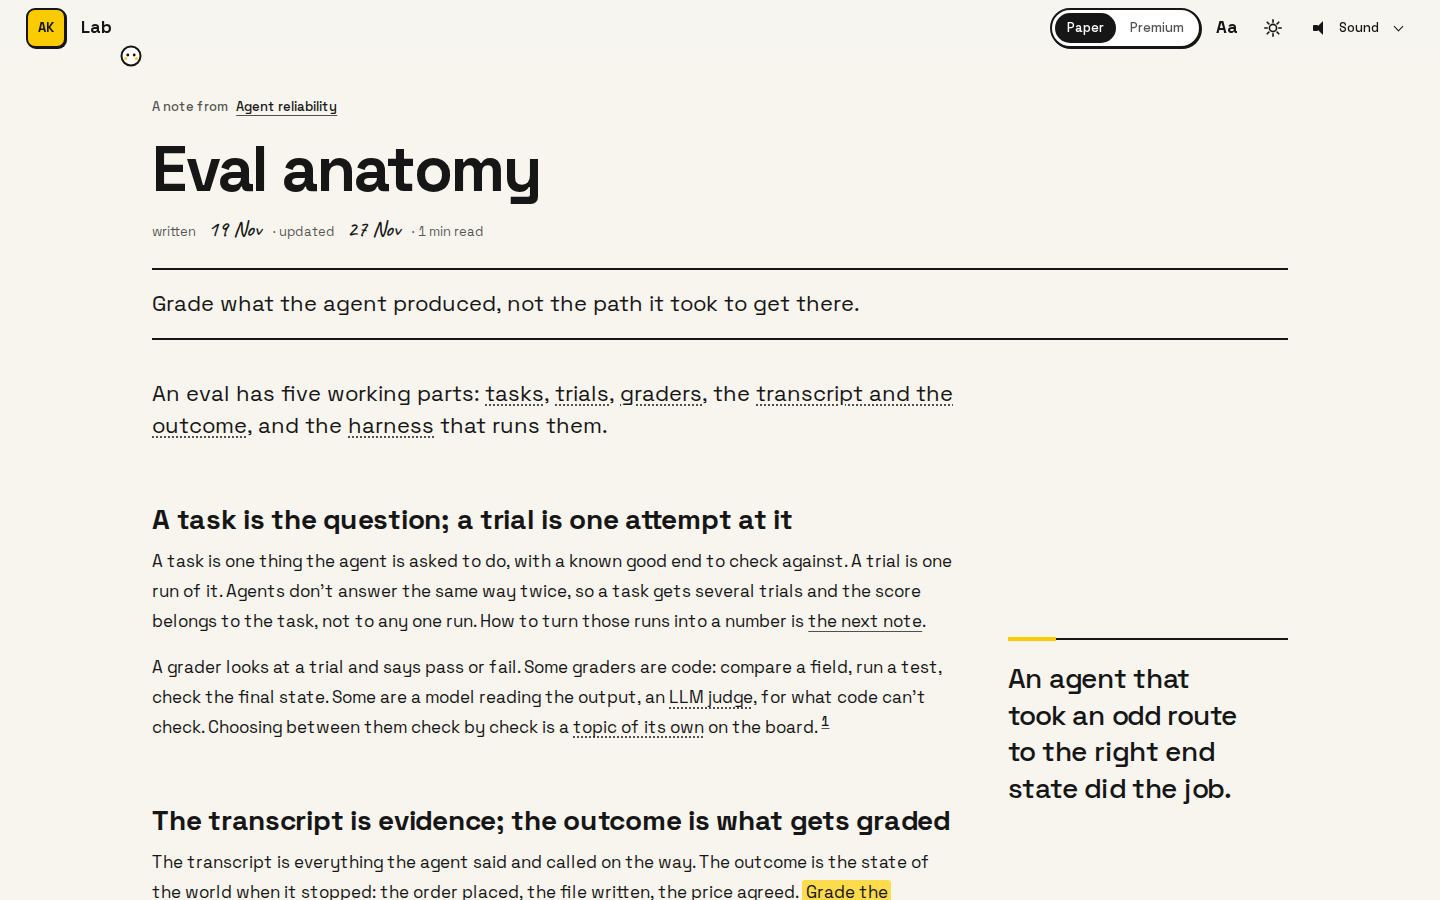 AK
Lab
Paper
Premium
Aa
Sound
A note from Agent reliability
Eval anatomy
written 19 Nov · updated 27 Nov · 1 min read
Grade what the agent produced, not the path it took to get there.
An eval has five working parts: tasks, trials, graders, the transcript and the
outcome, and the harness that runs them.
A task is the question; a trial is one attempt at it
A task is one thing the agent is asked to do, with a known good end to check against. A trial is one
run of it. Agents don’t answer the same way twice, so a task gets several trials and the score
belongs to the task, not to any one run. How to turn those runs into a number is the next note.
A grader looks at a trial and says pass or fail. Some graders are code: compare a field, run a test,
check the final state. Some are a model reading the output, an LLM judge, for what code can’t
check. Choosing between them check by check is a topic of its own on the board. 1
An agent that
took an odd route
to the right end
state did the job.
The transcript is evidence; the outcome is what gets graded
The transcript is everything the agent said and called on the way. The outcome is the state of
the world when it stopped: the order placed, the file written, the price agreed. Grade the